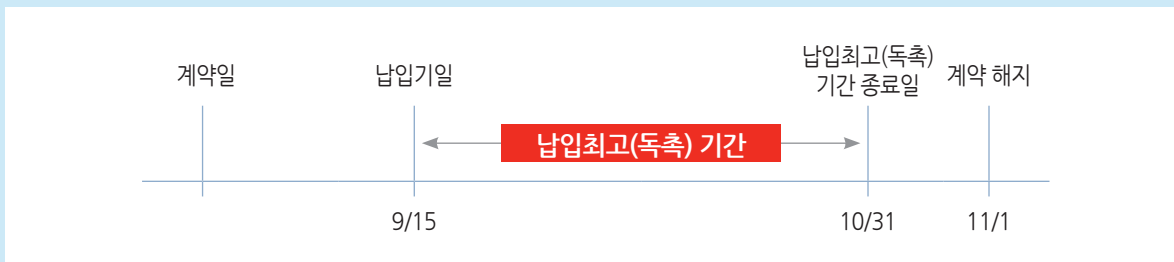 계약일
납입기일
납입최고(독촉)
기간 종료일
계약 해지
납입최고(독촉) 기간
9/15
10/31
11/1